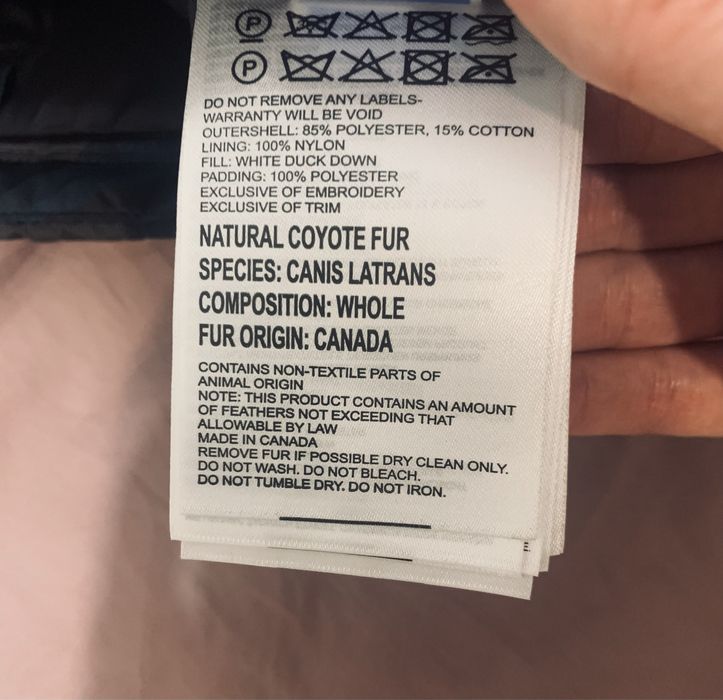 P
P
DO NOT REMOVE ANY LABELS-
WARRANTY WILL BE VOID
OUTERSHELL: 85% POLYESTER, 15% COTTON
LINING: 100% NYLON
FILL: WHITE DUCK DOWN
PADDING: 100% POLYESTER
EXCLUSIVE OF EMBROIDERY
EXCLUSIVE OF TRIM
NATURAL COYOTE FUR
SPECIES: CANIS LATRANS
COMPOSITION: WHOLE
FUR ORIGIN: CANADA
CONTAINS NON-TEXTILE PARTS OF
ANIMAL ORIGIN
NOTE: THIS PRODUCT CONTAINS AN AMOUNT
OF FEATHERS NOT EXCEEDING THAT
ALLOWABLE BY LAW
MADE IN CANADA
REMOVE FUR IF POSSIBLE DRY CLEAN ONLY.
DO NOT WASH. DO NOT BLEACH.
DO NOT TUMBLE DRY. DO NOT IRON.